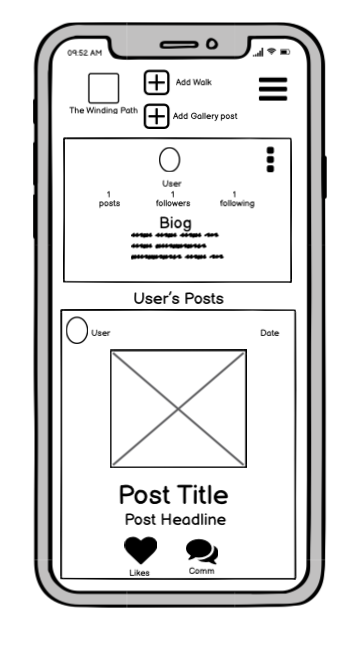 09:52 AM
Add Walk
The Winding Path
Add Gallery post
User
1 1 1
posts followers following
Biog
User's Posts
User Date
Post Title
Post Headline
Likes Comm